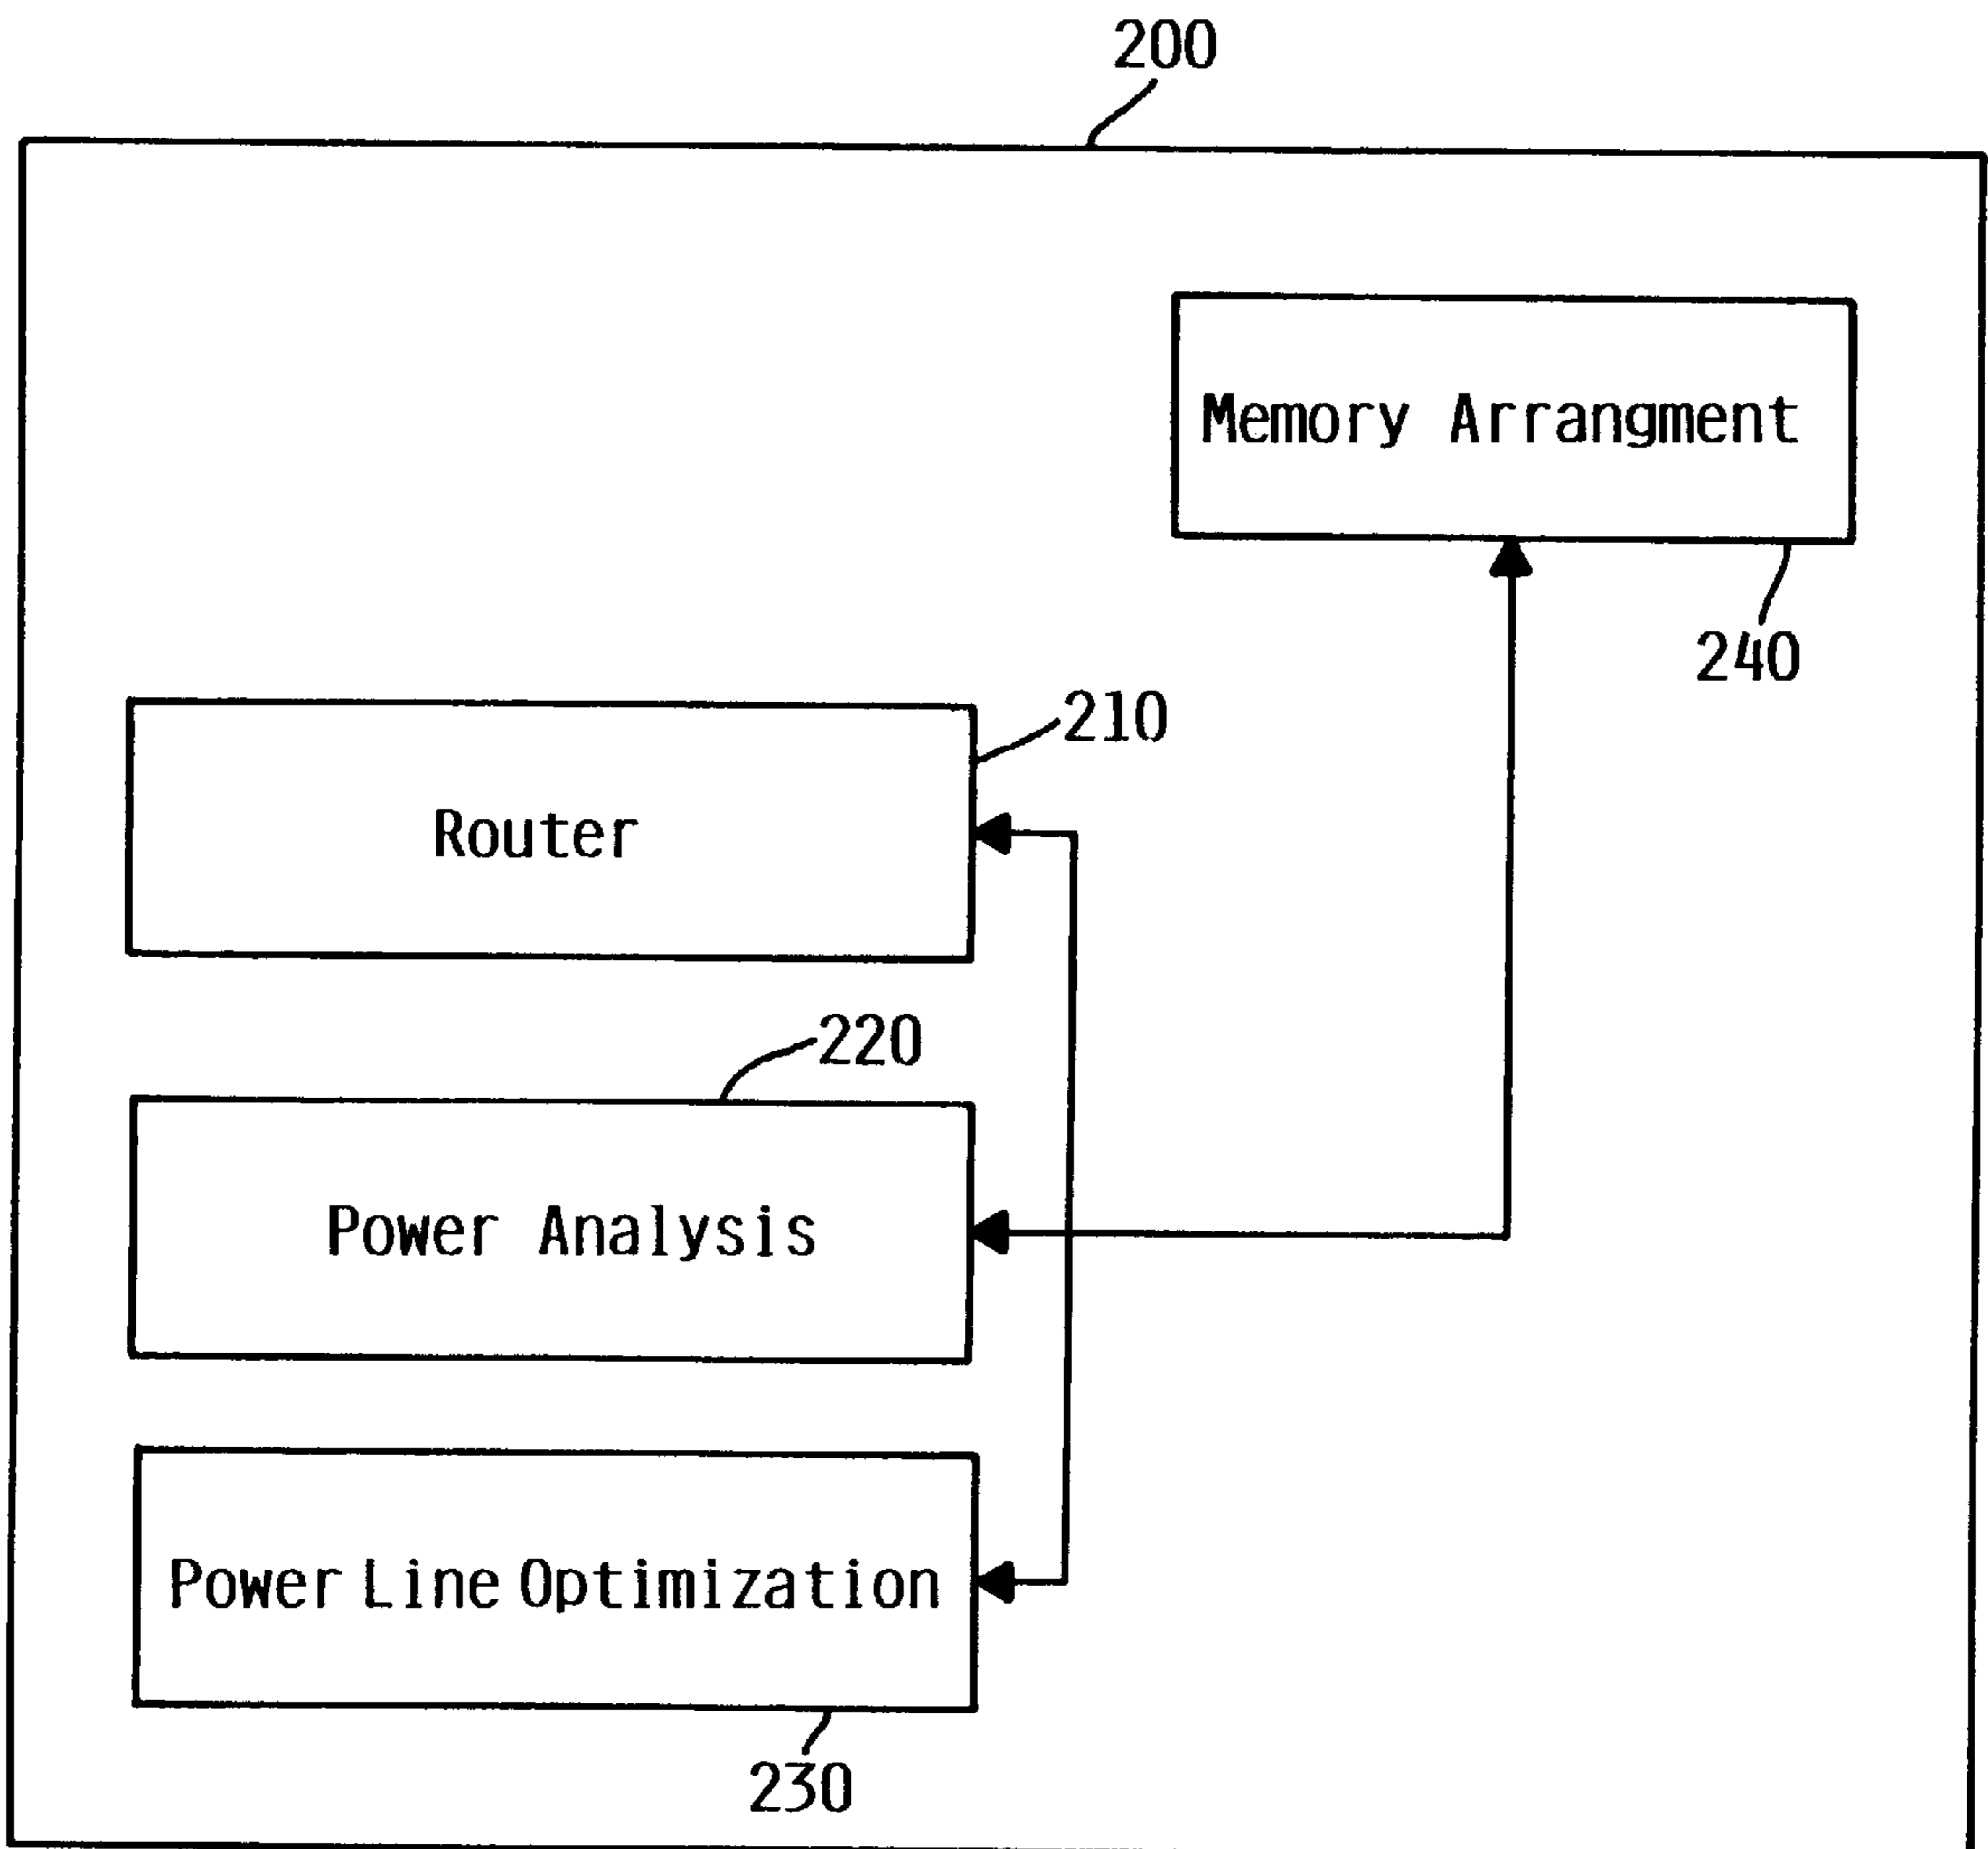 200
Memory Arrangment
240
210
Router
220
Power Analysis
Power Line Optimization
230